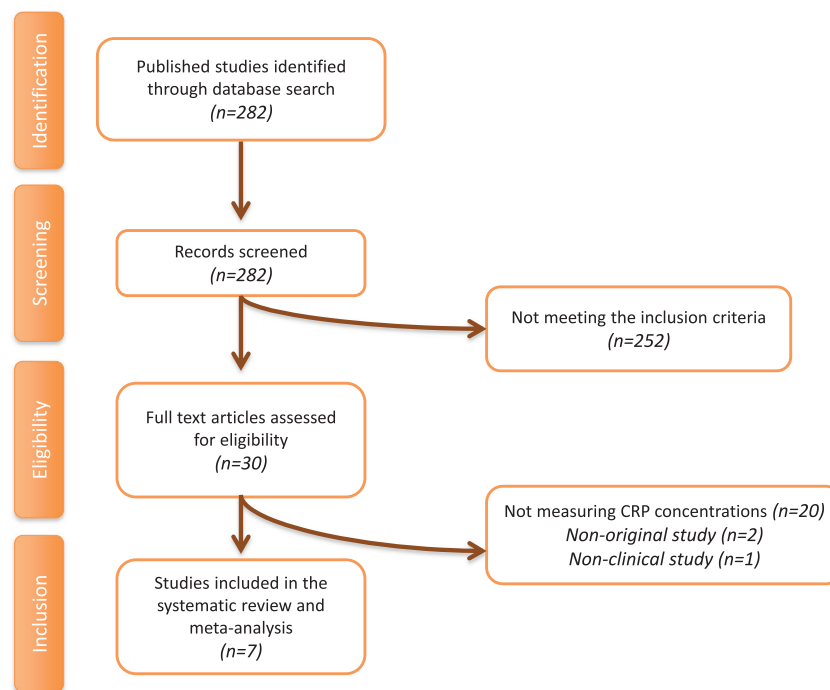 Identification
Published studies identified
through database search
(n=282)
Screening
Records screened
(n=282)
Not meeting the inclusion criteria
(n=252)
Eligibility
Full text articles assessed
for eligibility
(n=30)
Not measuring CRP concentrations (n=20)
Non-original study (n=2)
Non-clinical study (n=1)
Inclusion
Studies included in the
systematic review and
meta-analysis
(n=7)